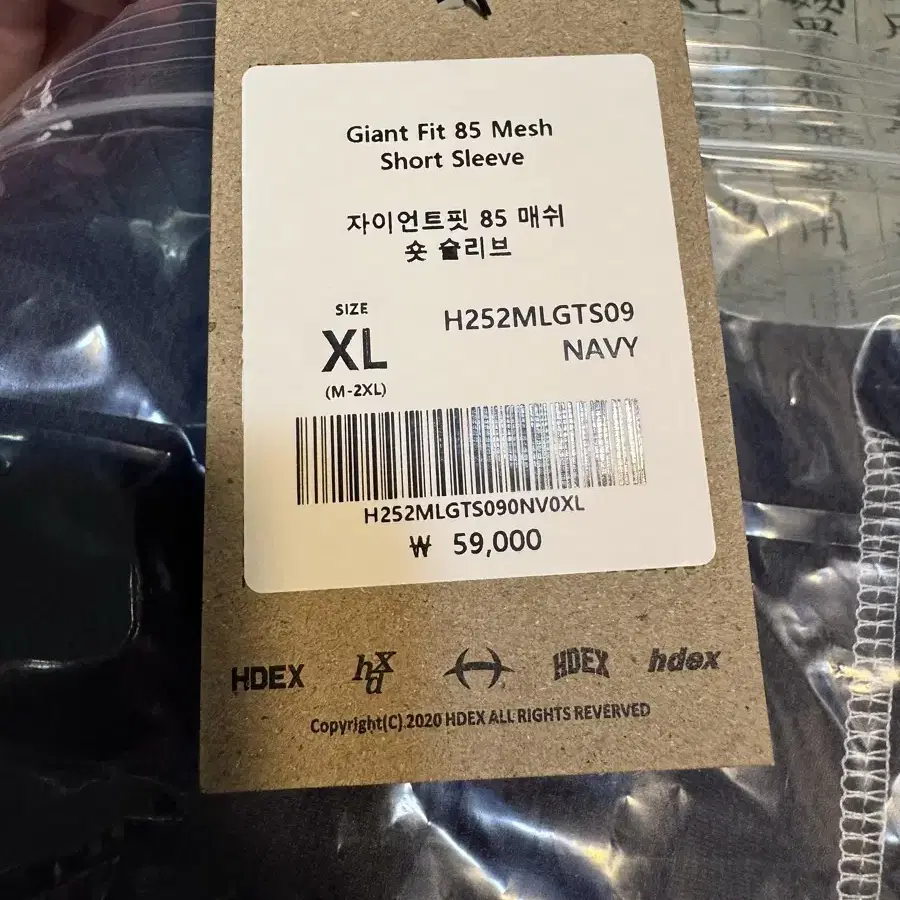 Giant Fit 85 Mesh
Short Sleeve
자이언트핏 85 매쉬
숏 슬리브
SIZE
XL
(M-2XL)
H252MLGTS09
NAVY
H252MLGTS090NV0XL
₩ 59,000
HDEX hdx HDEX hdex
Copyright(C).2020 HDEX ALL RIGHTS REVERVED